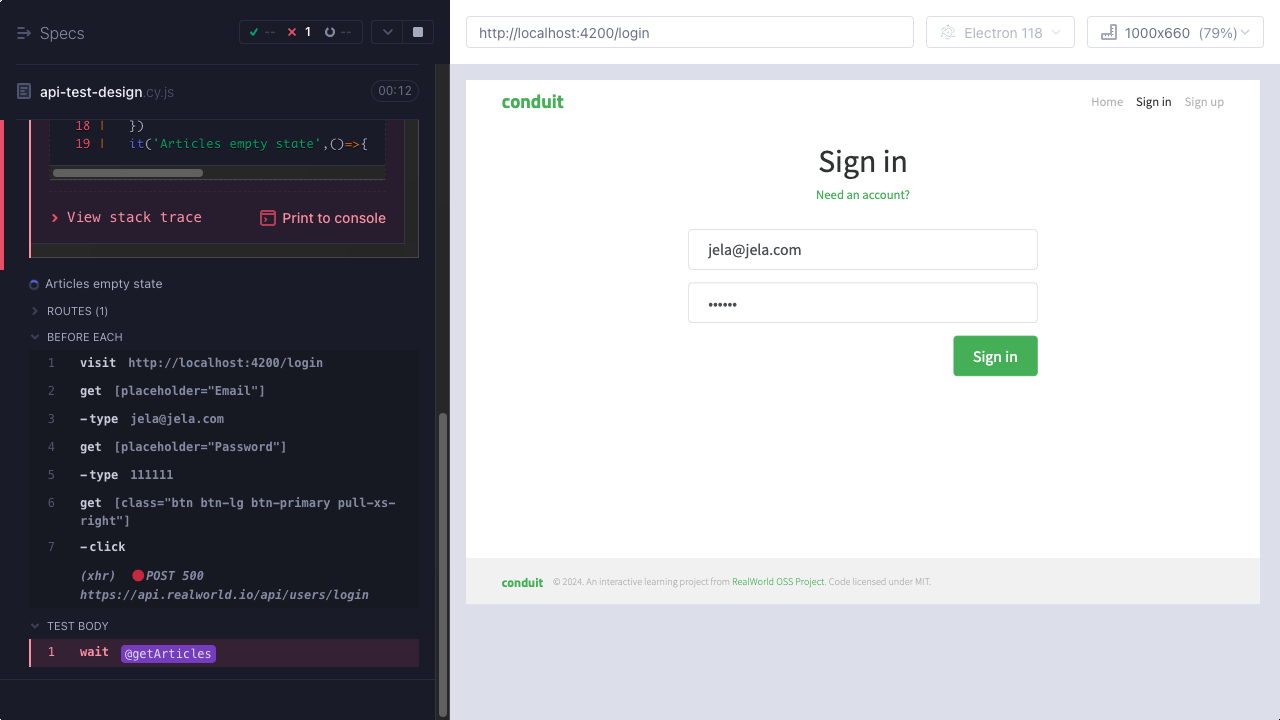 Specs
-- 1 --
api-test-design.cy.js 00:12
18 | })
19 | it('Articles empty state',()=>{
View stack trace
Print to console
Articles empty state
ROUTES (1)
BEFORE EACH
1 visit http://localhost:4200/login
2 get [placeholder="Email"]
3 -type jela@jela.com
4 get [placeholder="Password"]
5 -type 111111
6 get [class="btn btn-lg btn-primary pull-xs-
right"]
7 -click
(xhr) POST 500
https://api.realworld.io/api/users/login
TEST BODY
1 wait @getArticles
http://localhost:4200/login
Electron 118
1000x660 (79%)
conduit
Home Sign in Sign up
Sign in
Need an account?
jela@jela.com
••••••
Sign in
conduit © 2024. An interactive learning project from RealWorld OSS Project. Code licensed under MIT.